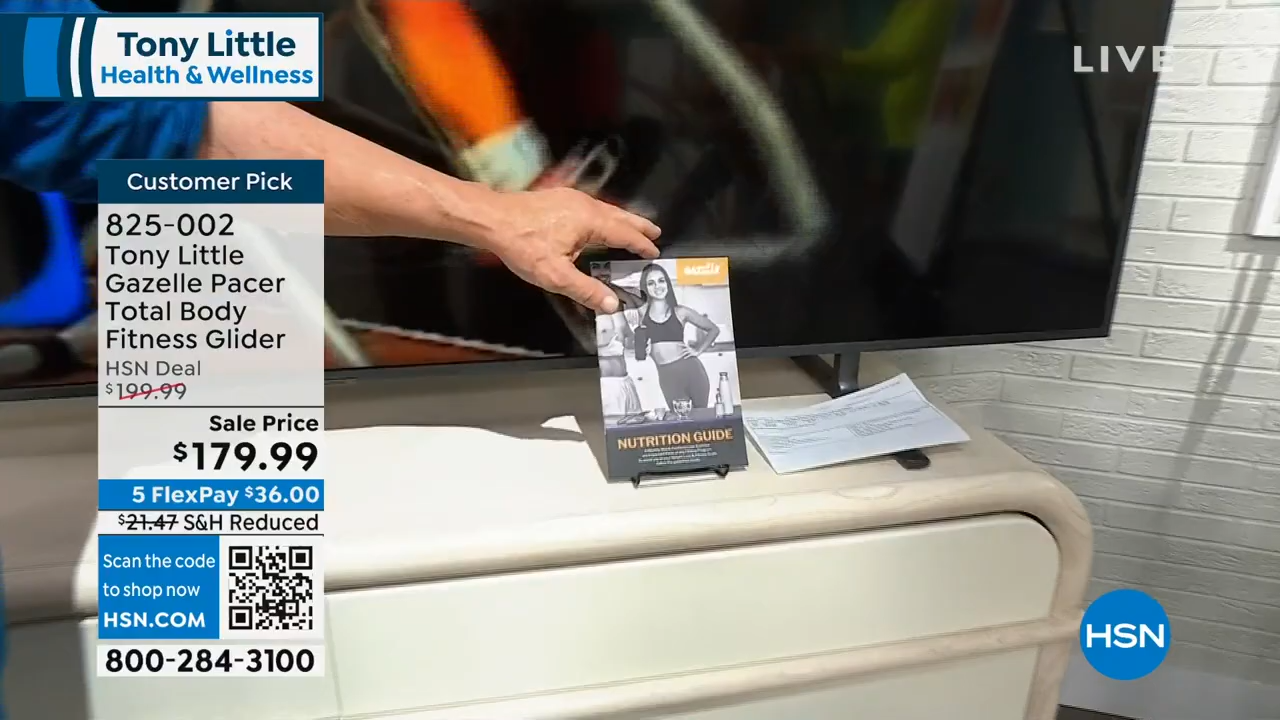 Tony Little
Health & Wellness
LIVE
Customer Pick
825-002
Tony Little
Gazelle Pacer
Total Body
Fitness Glider
HSN Deal
$199.99
Sale Price
$179.99
5 FlexPay $36.00
$21.47 S&H Reduced
Scan the code
to shop now
HSN.COM
800-284-3100
NUTRITION GUIDE
HSN